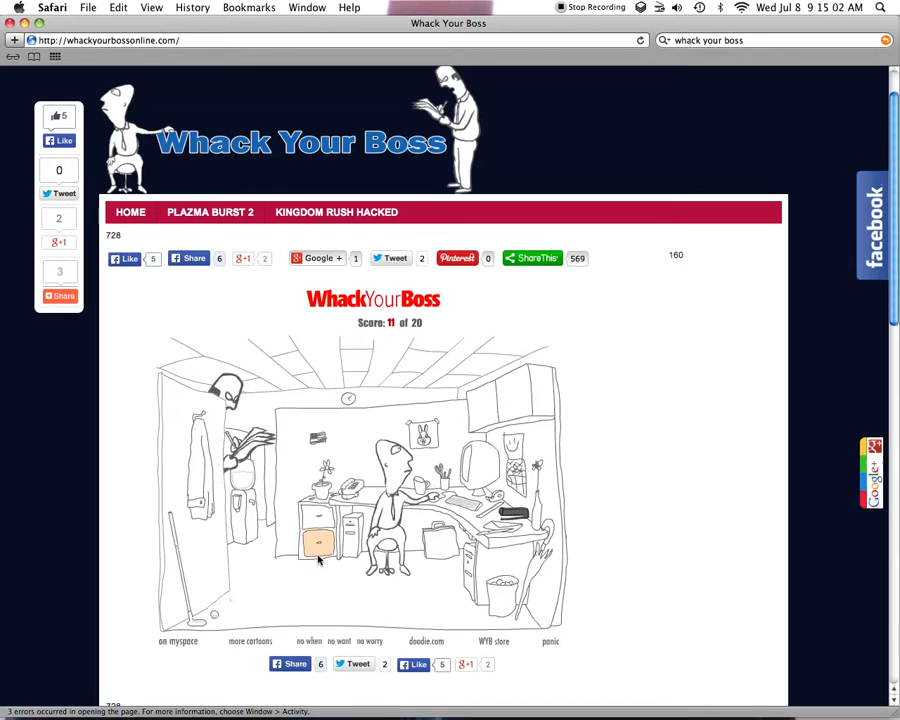 Safari File Edit View History Bookmarks Window Help Stop Recording Wed Jul 8 9 15 02 AM
Whack Your Boss
http://whackyourbossonline.com/ whack your boss
5
Like
0
Tweet
2
g+1
3
Share
Whack Your Boss
facebook
HOME PLAZMA BURST 2 KINGDOM RUSH HACKED
728
160
Like 5 Share 6 g+1 2 Google + 1 Tweet 2 Pinterest 0 ShareThis 569
WhackYourBoss
Score: 11 of 20
Google+
on myspace more cartoons no when no want no worry doodie.com WYB store panic
Share 6 Tweet 2 Like 5 g+1 2
728
3 errors occurred in opening the page. For more information, choose Window > Activity.